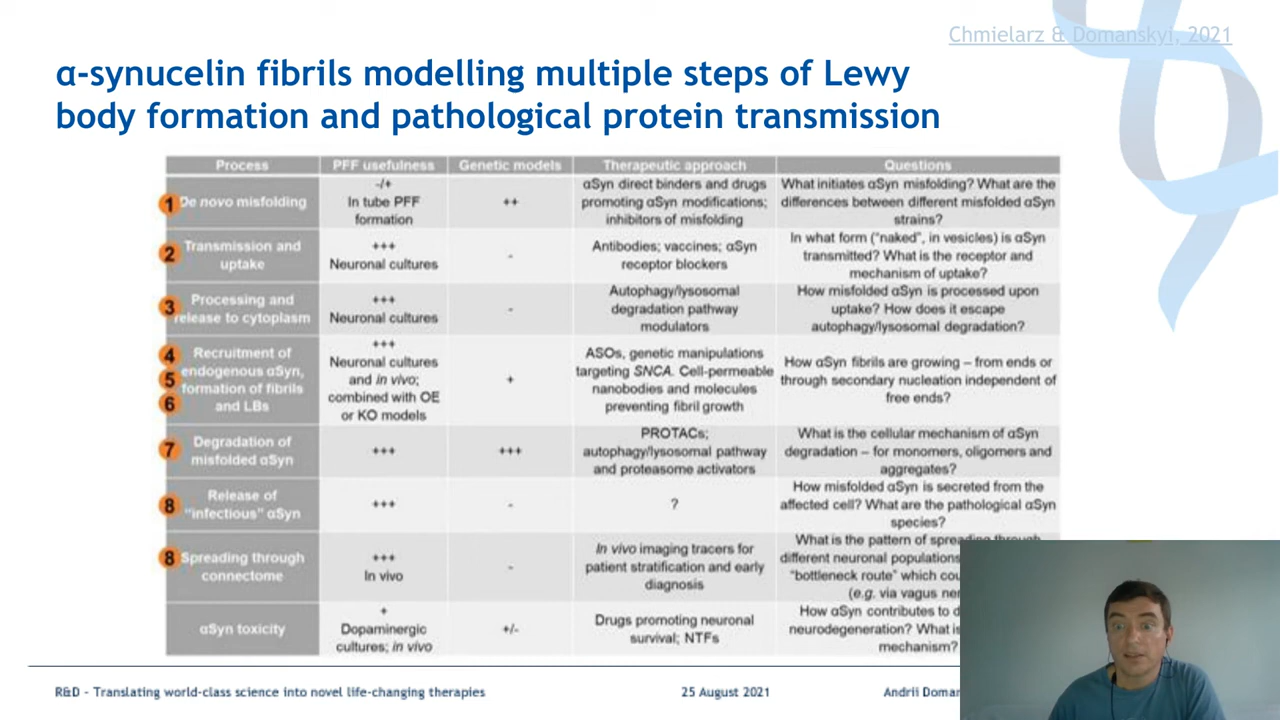 Chmielarz & Domanskyi, 2021
α-synucelin fibrils modelling multiple steps of Lewy
body formation and pathological protein transmission
Process PFF usefulness Genetic models Therapeutic approach Questions
1 De novo misfolding
-/+
In tube PFF
formation
++
αSyn direct binders and drugs
promoting αSyn modifications;
inhibitors of misfolding
What initiates αSyn misfolding? What are the
differences between different misfolded αSyn
strains?
2 Transmission and
uptake
+++
Neuronal cultures
-
Antibodies; vaccines; αSyn
receptor blockers
In what form ("naked", in vesicles) is αSyn
transmitted? What is the receptor and
mechanism of uptake?
3 Processing and
release to cytoplasm
+++
Neuronal cultures
-
Autophagy/lysosomal
degradation pathway
modulators
How misfolded αSyn is processed upon
uptake? How does it escape
autophagy/lysosomal degradation?
4 Recruitment of
5 endogenous αSyn,
6 formation of fibrils
and LBs
+++
Neuronal cultures
and in vivo;
combined with OE
or KO models
+
ASOs, genetic manipulations
targeting SNCA. Cell-permeable
nanobodies and molecules
preventing fibril growth
How αSyn fibrils are growing – from ends or
through secondary nucleation independent of
free ends?
7 Degradation of
misfolded αSyn
+++
+++
PROTACs;
autophagy/lysosomal pathway
and proteasome activators
What is the cellular mechanism of αSyn
degradation – for monomers, oligomers and
aggregates?
8 Release of
"infectious" αSyn
+++
-
?
How misfolded αSyn is secreted from the
affected cell? What are the pathological αSyn
species?
8 Spreading through
connectome
+++
In vivo
-
In vivo imaging tracers for
patient stratification and early
diagnosis
What is the pattern of spreading through
different neuronal populations
"bottleneck route" which cou
(e.g. via vagus ner
αSyn toxicity
+
Dopaminergic
cultures; in vivo
+/-
Drugs promoting neuronal
survival; NTFs
How αSyn contributes to d
neurodegeneration? What is
mechanism?
R&D - Translating world-class science into novel life-changing therapies 25 August 2021 Andrii Doman